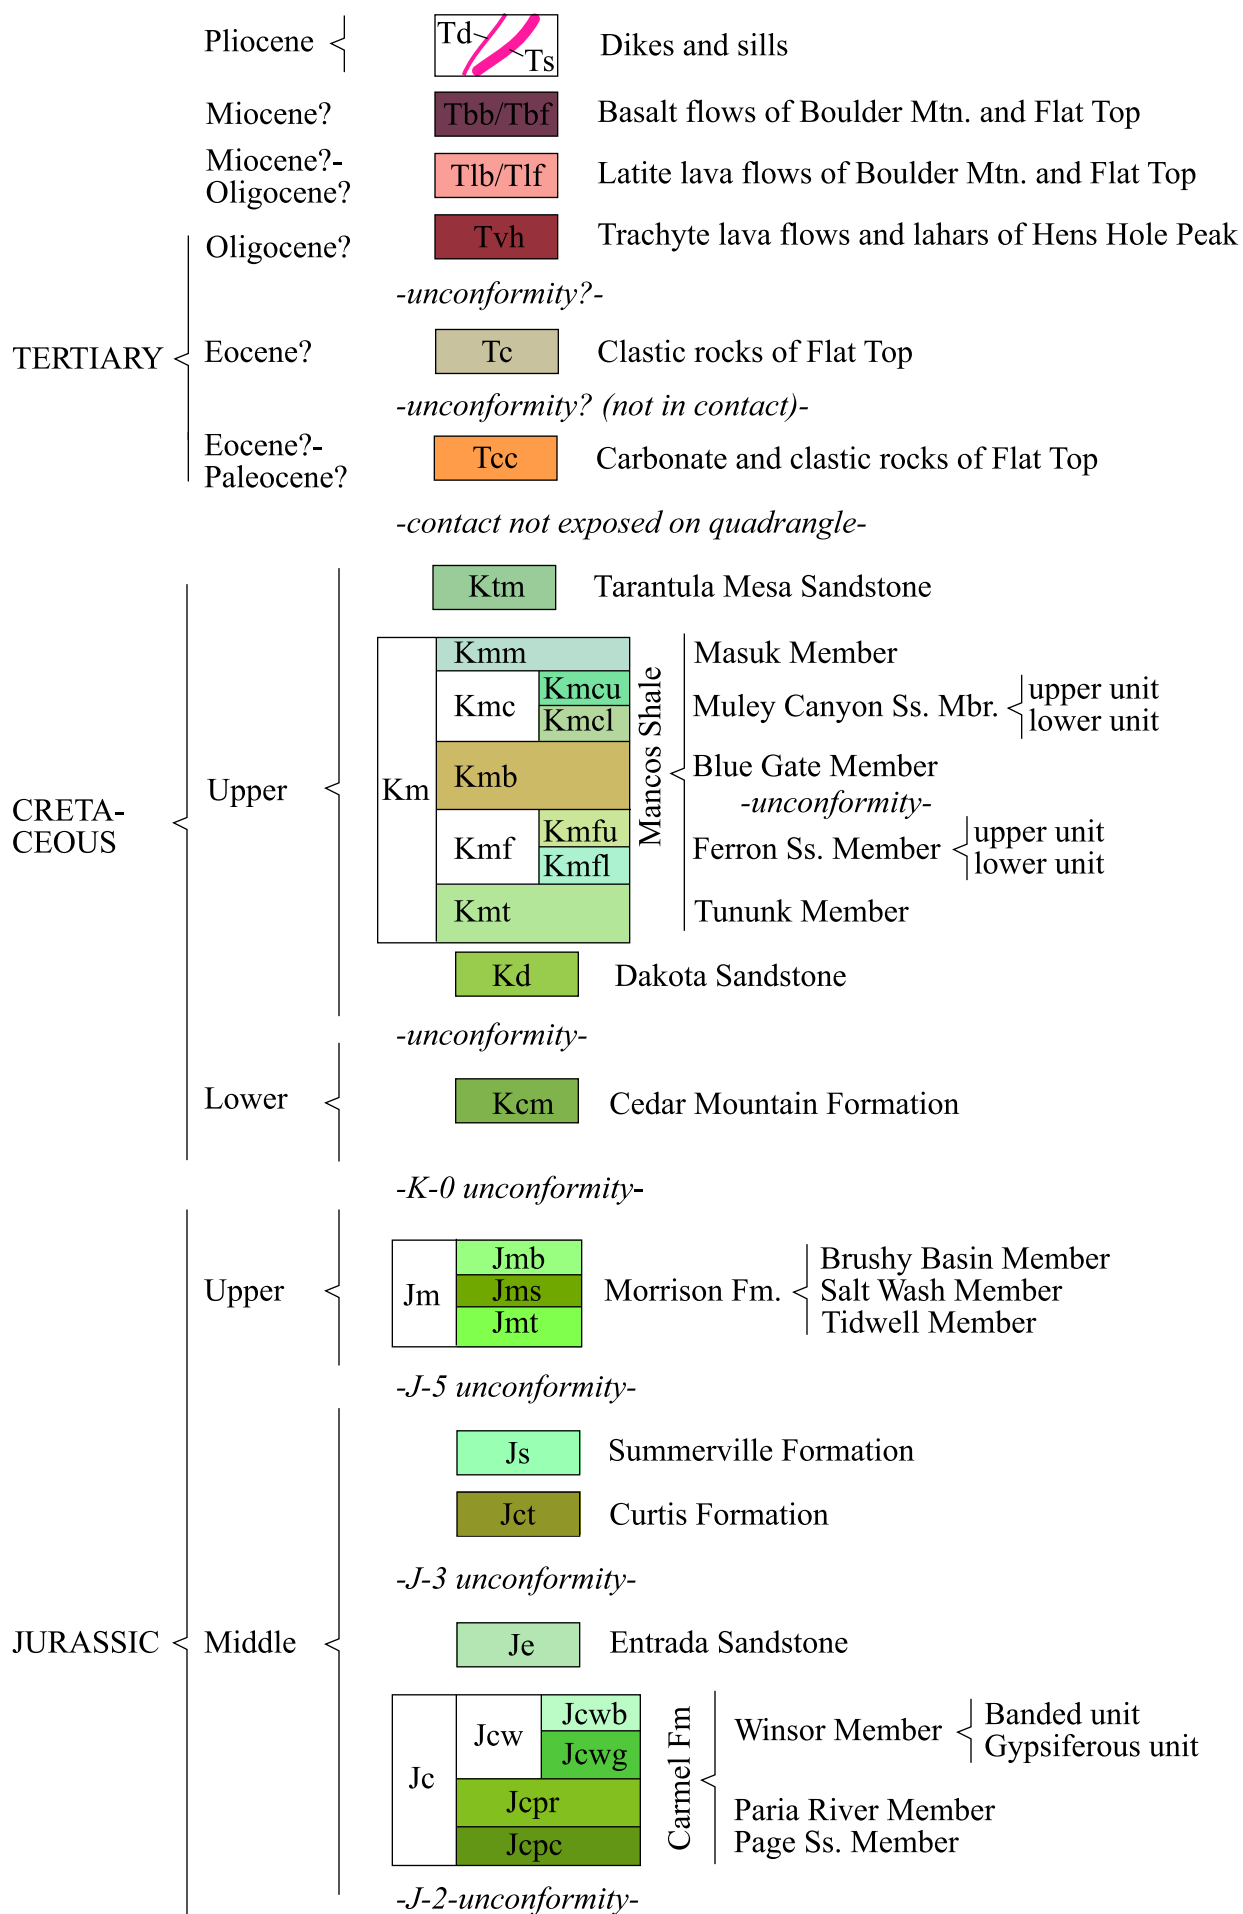 Pliocene
Td
Ts
Dikes and sills
Miocene?
Tbb/Tbf
Basalt flows of Boulder Mtn. and Flat Top
Miocene?-
Oligocene?
Tlb/Tlf
Latite lava flows of Boulder Mtn. and Flat Top
Oligocene?
Tvh
Trachyte lava flows and lahars of Hens Hole Peak
-unconformity?-
TERTIARY
Eocene?
Tc
Clastic rocks of Flat Top
-unconformity? (not in contact)-
Eocene?-
Paleocene?
Tcc
Carbonate and clastic rocks of Flat Top
-contact not exposed on quadrangle-
CRETA-
CEOUS
Upper
Ktm
Tarantula Mesa Sandstone
Km
Kmm
Kmc
Kmcu
Kmcl
Kmb
Kmf
Kmfu
Kmfl
Kmt
Mancos Shale
Masuk Member
Muley Canyon Ss. Mbr.
upper unit
lower unit
Blue Gate Member
-unconformity-
Ferron Ss. Member
upper unit
lower unit
Tununk Member
Kd
Dakota Sandstone
-unconformity-
Lower
Kcm
Cedar Mountain Formation
-K-0 unconformity-
Upper
Jm
Jmb
Jms
Jmt
Morrison Fm.
Brushy Basin Member
Salt Wash Member
Tidwell Member
-J-5 unconformity-
Js
Summerville Formation
Jct
Curtis Formation
-J-3 unconformity-
JURASSIC
Middle
Je
Entrada Sandstone
Jc
Jcw
Jcwb
Jcwg
Jcpr
Jcpc
Carmel Fm
Winsor Member
Banded unit
Gypsiferous unit
Paria River Member
Page Ss. Member
-J-2-unconformity-